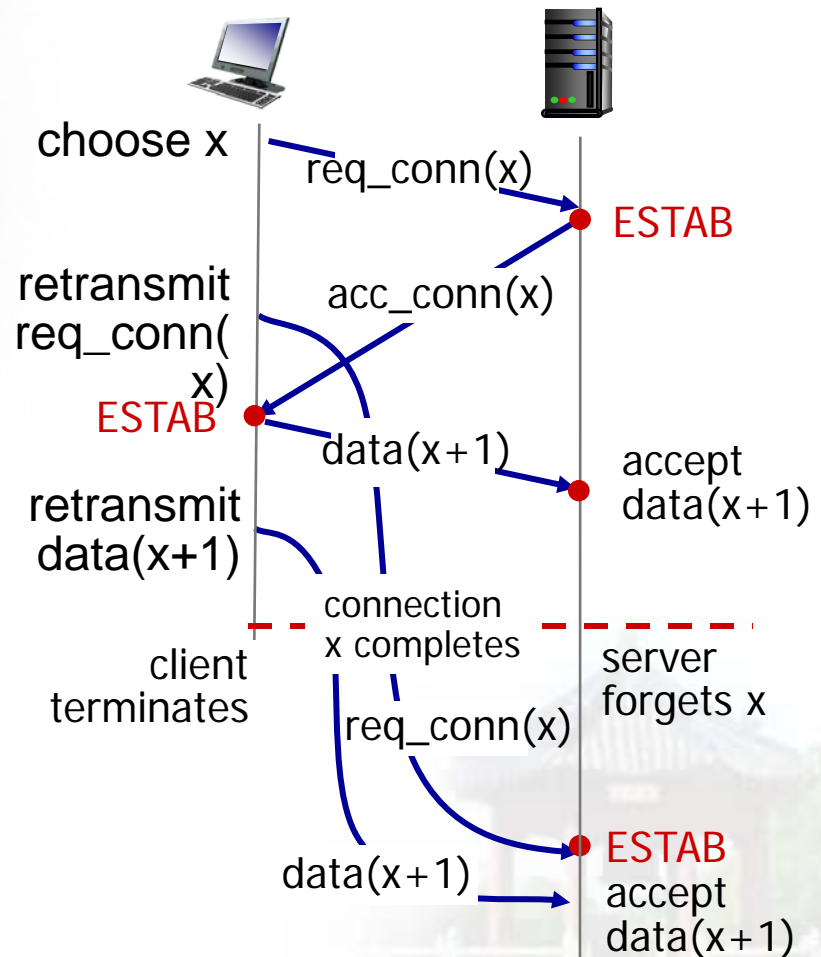 choose x
req_conn(x)
ESTAB
retransmit
req_conn(
x)
acc_conn(x)
ESTAB
data(x+1)
accept
data(x+1)
retransmit
data(x+1)
connection
x completes
client
terminates
server
forgets x
req_conn(x)
ESTAB
data(x+1)
accept
data(x+1)